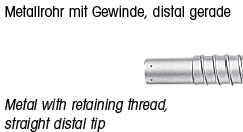 Metallrohr mit Gewinde, distal gerade
Metal with retaining thread,
straight distal tip